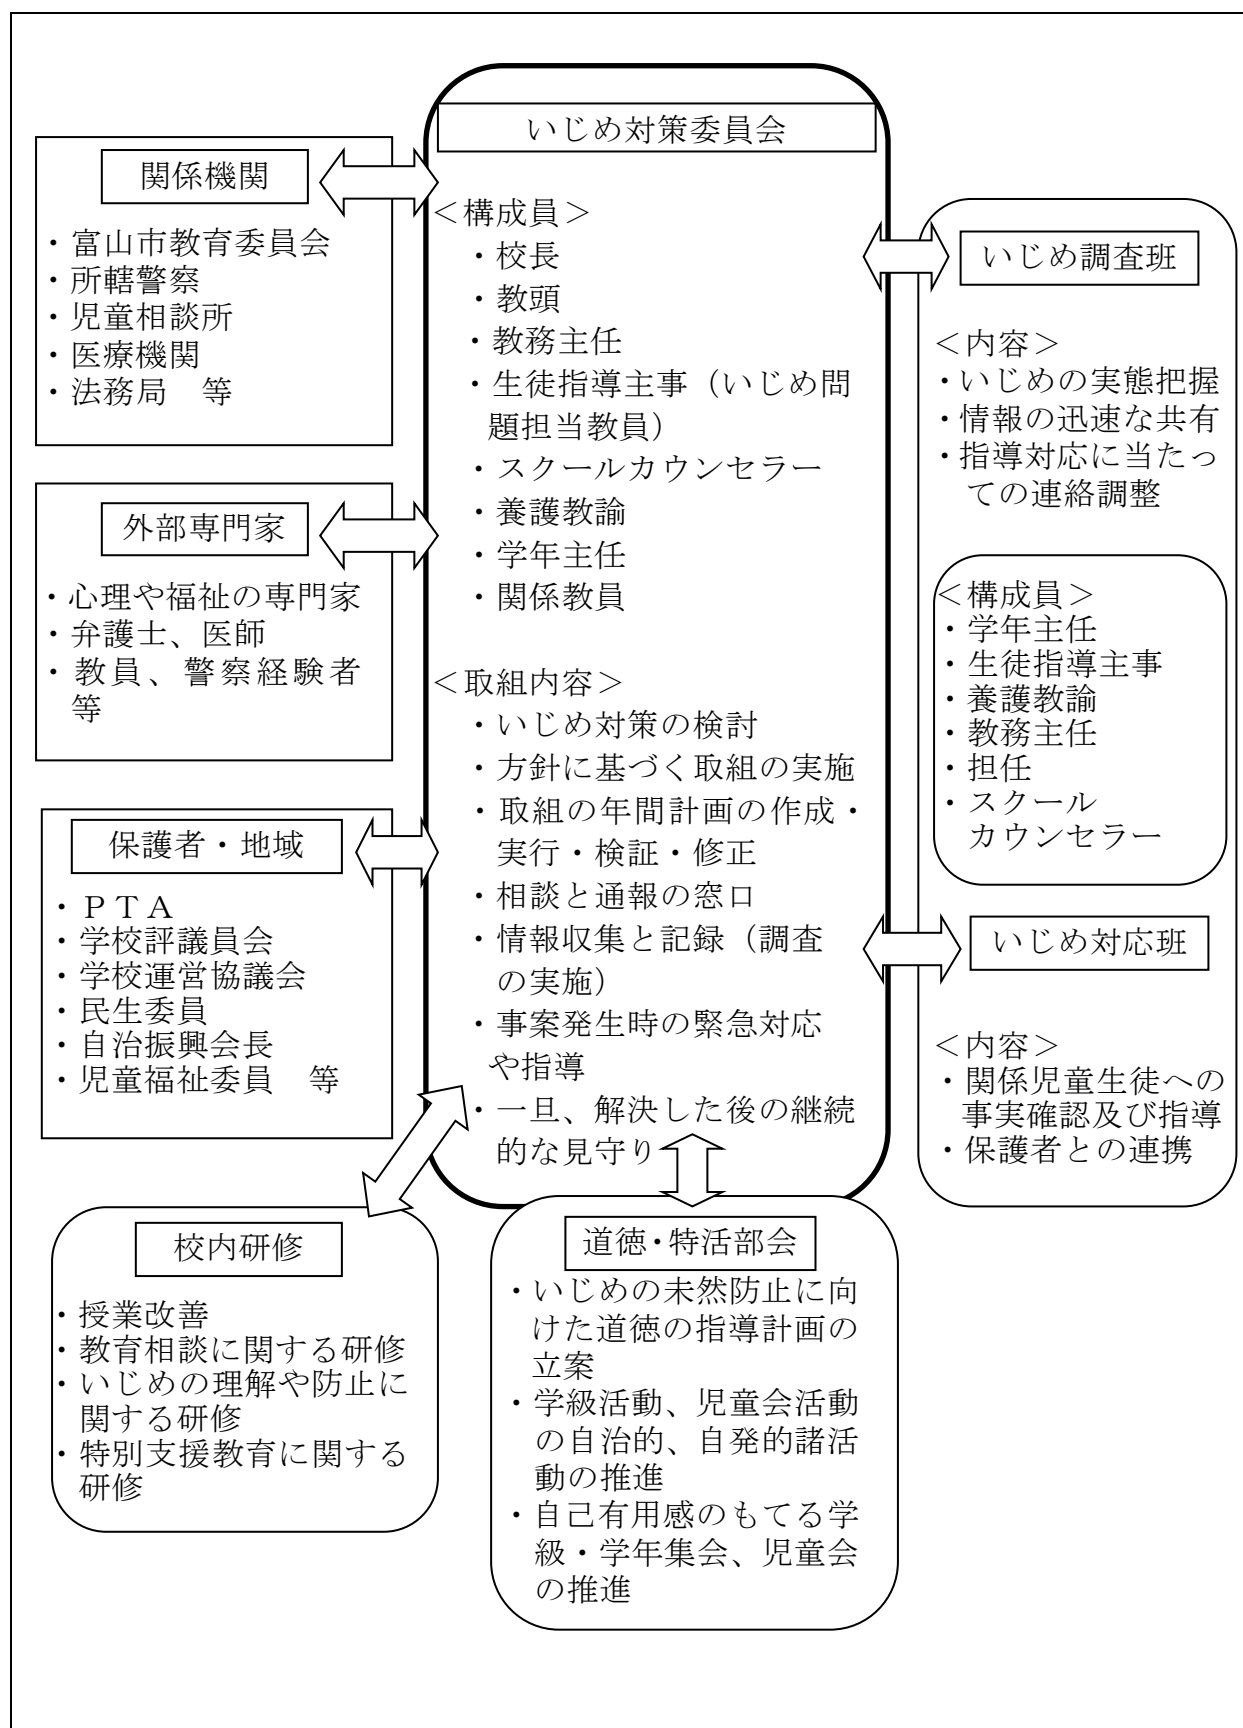 いじめ対策委員会
＜構成員＞
・校長
・教頭
・教務主任
・生徒指導主事（いじめ問
題担当教員）
・スクールカウンセラー
・養護教諭
・学年主任
・関係教員
＜取組内容＞
・いじめ対策の検討
・方針に基づく取組の実施
・取組の年間計画の作成・
実行・検証・修正
・相談と通報の窓口
・情報収集と記録（調査
の実施）
・事案発生時の緊急対応
や指導
・一旦、解決した後の継続
的な見守り
関係機関
・富山市教育委員会
・所轄警察
・児童相談所
・医療機関
・法務局　等
外部専門家
・心理や福祉の専門家
・弁護士、医師
・教員、警察経験者
等
保護者・地域
・ＰＴＡ
・学校評議員会
・学校運営協議会
・民生委員
・自治振興会長
・児童福祉委員　等
いじめ調査班
＜内容＞
・いじめの実態把握
・情報の迅速な共有
・指導対応に当たっ
ての連絡調整
＜構成員＞
・学年主任
・生徒指導主事
・養護教諭
・教務主任
・担任
・スクール
カウンセラー
いじめ対応班
＜内容＞
・関係児童生徒への
事実確認及び指導
・保護者との連携
校内研修
・授業改善
・教育相談に関する研修
・いじめの理解や防止に
関する研修
・特別支援教育に関する
研修
道徳・特活部会
・いじめの未然防止に向
けた道徳の指導計画の
立案
・学級活動、児童会活動
の自治的、自発的諸活
動の推進
・自己有用感のもてる学
級・学年集会、児童会
の推進